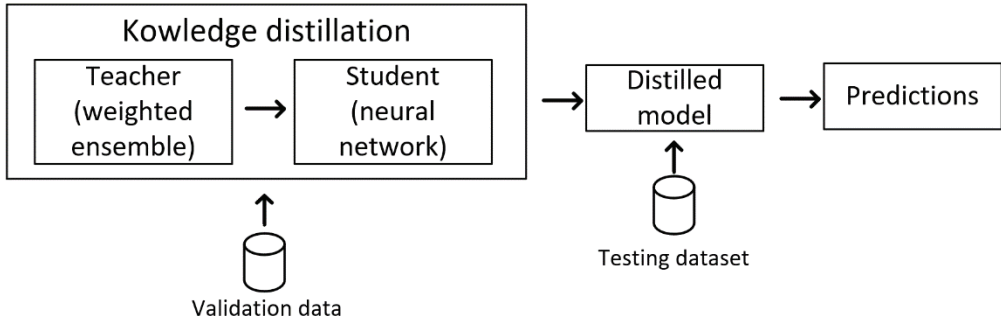 Kowledge distillation
Teacher
(weighted
ensemble)
Student
(neural
network)
Distilled
model
Predictions
Validation data
Testing dataset